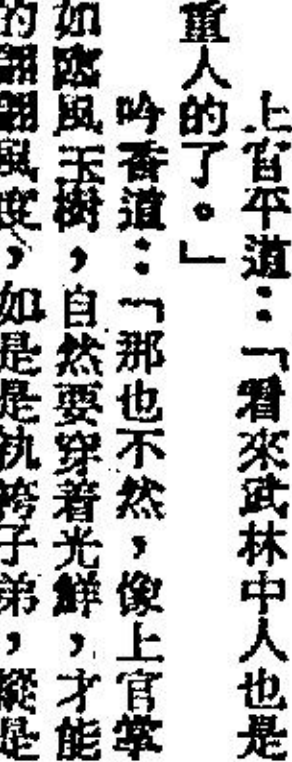 上官平道：「看來武林中人也是
重人的了。」
吟香道：「那也不然，像上官掌
如臨風玉樹，自然要穿着光鮮，才能
的翩翩風度，如是是紈袴子弟，縱是